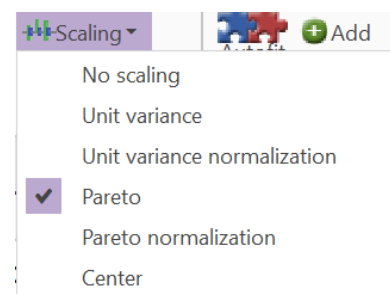 Scaling Autofit Add
No scaling
Unit variance
Unit variance normalization
Pareto
Pareto normalization
Center